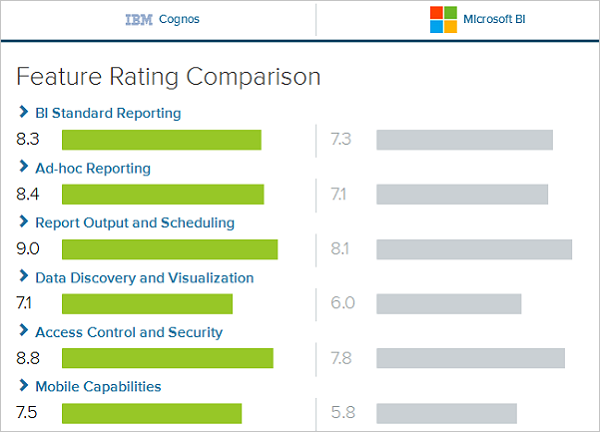 IBM Cognos Microsoft BI
Feature Rating Comparison
BI Standard Reporting
8.3 7.3
Ad-hoc Reporting
8.4 7.1
Report Output and Scheduling
9.0 8.1
Data Discovery and Visualization
7.1 6.0
Access Control and Security
8.8 7.8
Mobile Capabilities
7.5 5.8